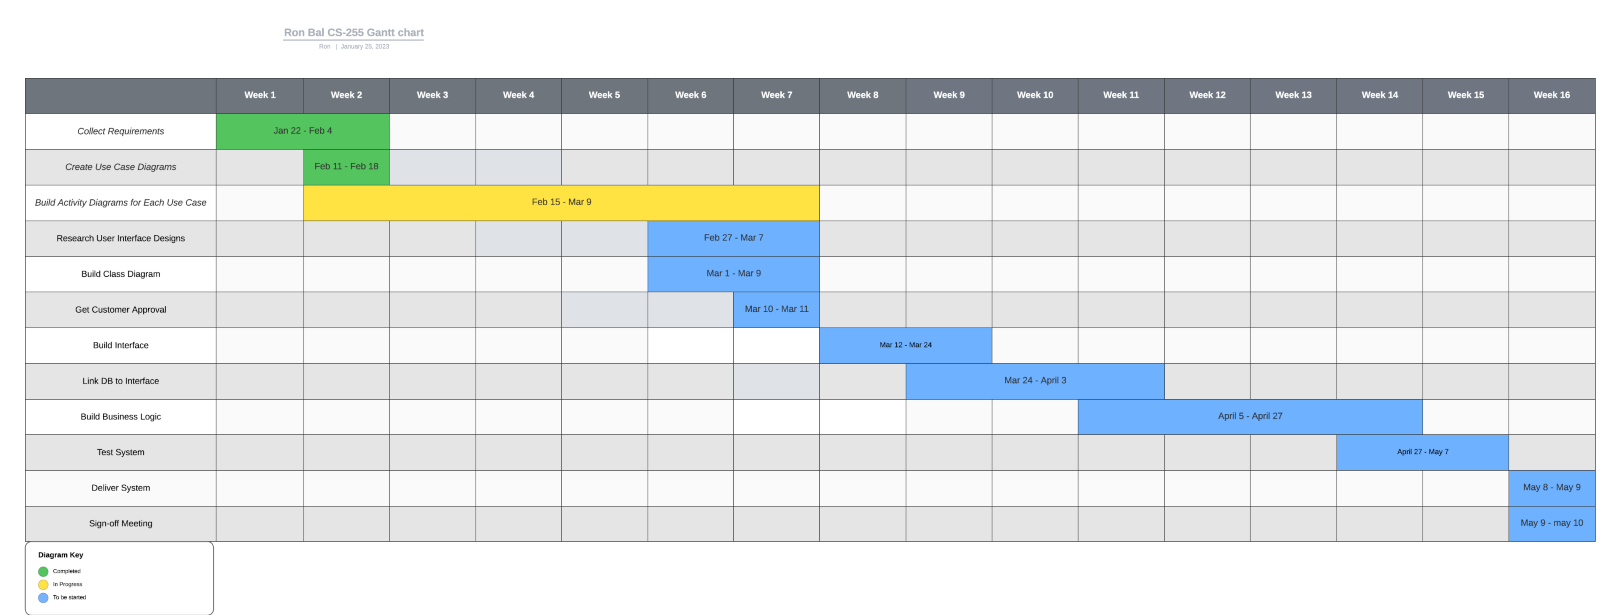 Ron Bal CS-255 Gantt chart
Ron | January 25, 2023
Week 1 Week 2 Week 3 Week 4 Week 5 Week 6 Week 7 Week 8 Week 9 Week 10 Week 11 Week 12 Week 13 Week 14 Week 15 Week 16
Collect Requirements Jan 22 - Feb 4
Create Use Case Diagrams Feb 11 - Feb 18
Build Activity Diagrams for Each Use Case Feb 15 - Mar 9
Research User Interface Designs Feb 27 - Mar 7
Build Class Diagram Mar 1 - Mar 9
Get Customer Approval Mar 10 - Mar 11
Build Interface Mar 12 - Mar 24
Link DB to Interface Mar 24 - April 3
Build Business Logic April 5 - April 27
Test System April 27 - May 7
Deliver System May 8 - May 9
Sign-off Meeting May 9 - may 10
Diagram Key
Completed
In Progress
To be started